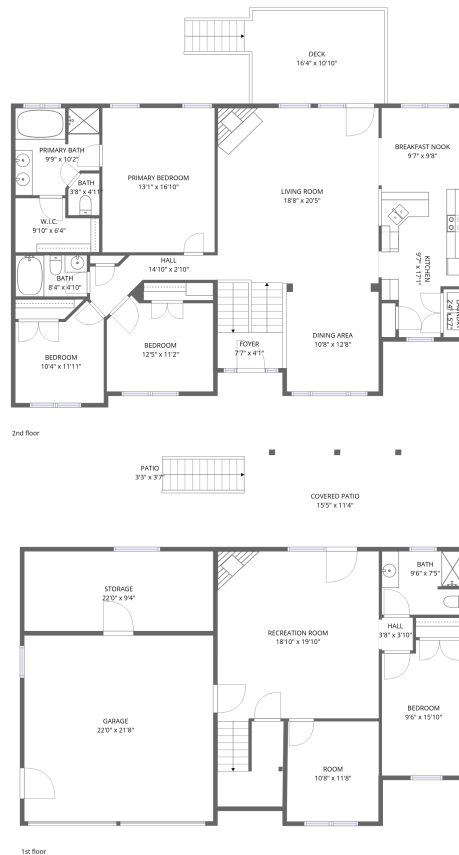 DECK
16'4" x 10'10"
PRIMARY BATH
9'9" x 10'2"
BATH
3'8" x 4'11"
PRIMARY BEDROOM
13'1" x 16'10"
LIVING ROOM
18'8" x 20'5"
BREAKFAST NOOK
9'7" x 9'8"
W.I.C.
9'10" x 6'4"
HALL
14'10" x 2'10"
KITCHEN
9'7" x 17'1"
BATH
8'4" x 4'10"
2'4" x 5'2"
BEDROOM
10'4" x 11'11"
BEDROOM
12'5" x 11'2"
FOYER
7'7" x 4'1"
DINING AREA
10'8" x 12'8"
2nd floor
PATIO
3'3" x 3'7"
COVERED PATIO
15'5" x 11'4"
STORAGE
22'0" x 9'4"
BATH
9'6" x 7'5"
RECREATION ROOM
18'10" x 19'10"
HALL
3'8" x 3'10"
GARAGE
22'0" x 21'8"
BEDROOM
9'6" x 15'10"
ROOM
10'8" x 11'8"
1st floor